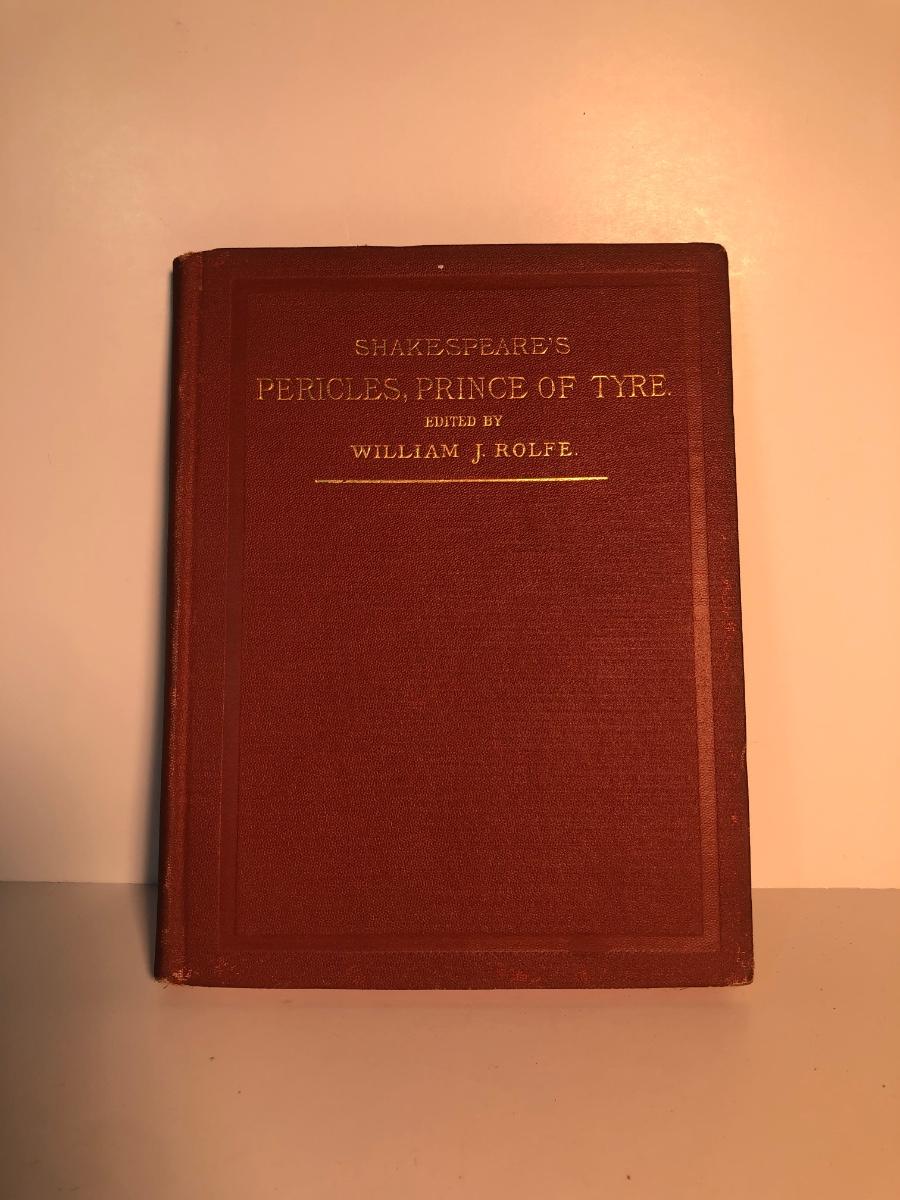 SHAKESPEARE'S
PERICLES, PRINCE OF TYRE.
EDITED BY
WILLIAM J. ROLFE.